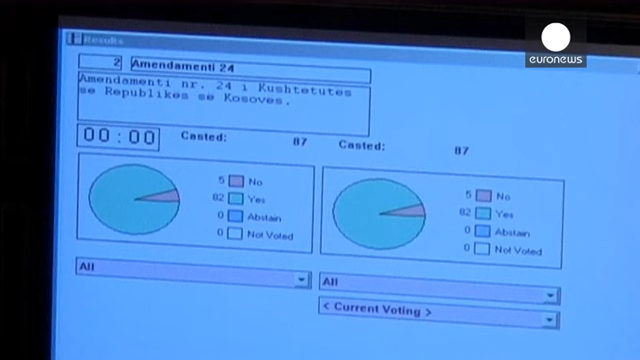 Results
euronews
2 Amendamenti 24
Amendamenti nr. 24 i Kushtetutes
se Republikes se Kosoves.
00:00 Casted: 87 Casted: 87
5 No 5 No
82 Yes 82 Yes
0 Abstain 0 Abstain
0 Not Voted 0 Not Voted
All All
< Current Voting >